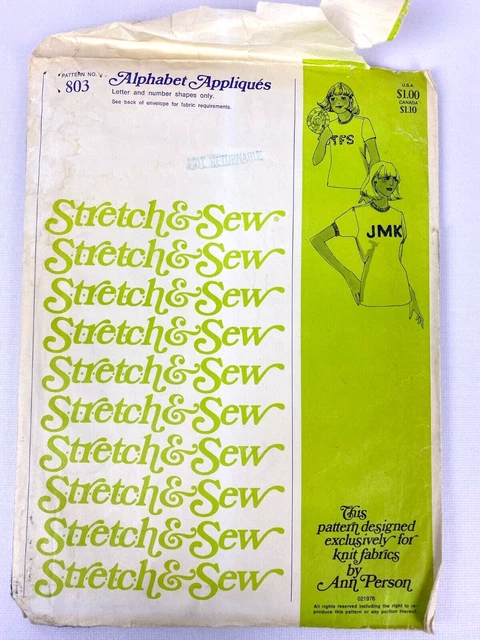 PATTERN NO.
803
Alphabet Appliqués
Letter and number shapes only.
See back of envelope for fabric requirements.
NOT RETURNABLE
U.S.A.
$1.00
CANADA
$1.10
TFS
JMK
Stretch & Sew
Stretch & Sew
Stretch & Sew
Stretch & Sew
Stretch & Sew
Stretch & Sew
Stretch & Sew
Stretch & Sew
Stretch & Sew
Stretch & Sew
This
pattern designed
exclusively for
knit fabrics
by
Ann Person
021976
All rights reserved including the right to re-
produce this pattern or any portion thereof.